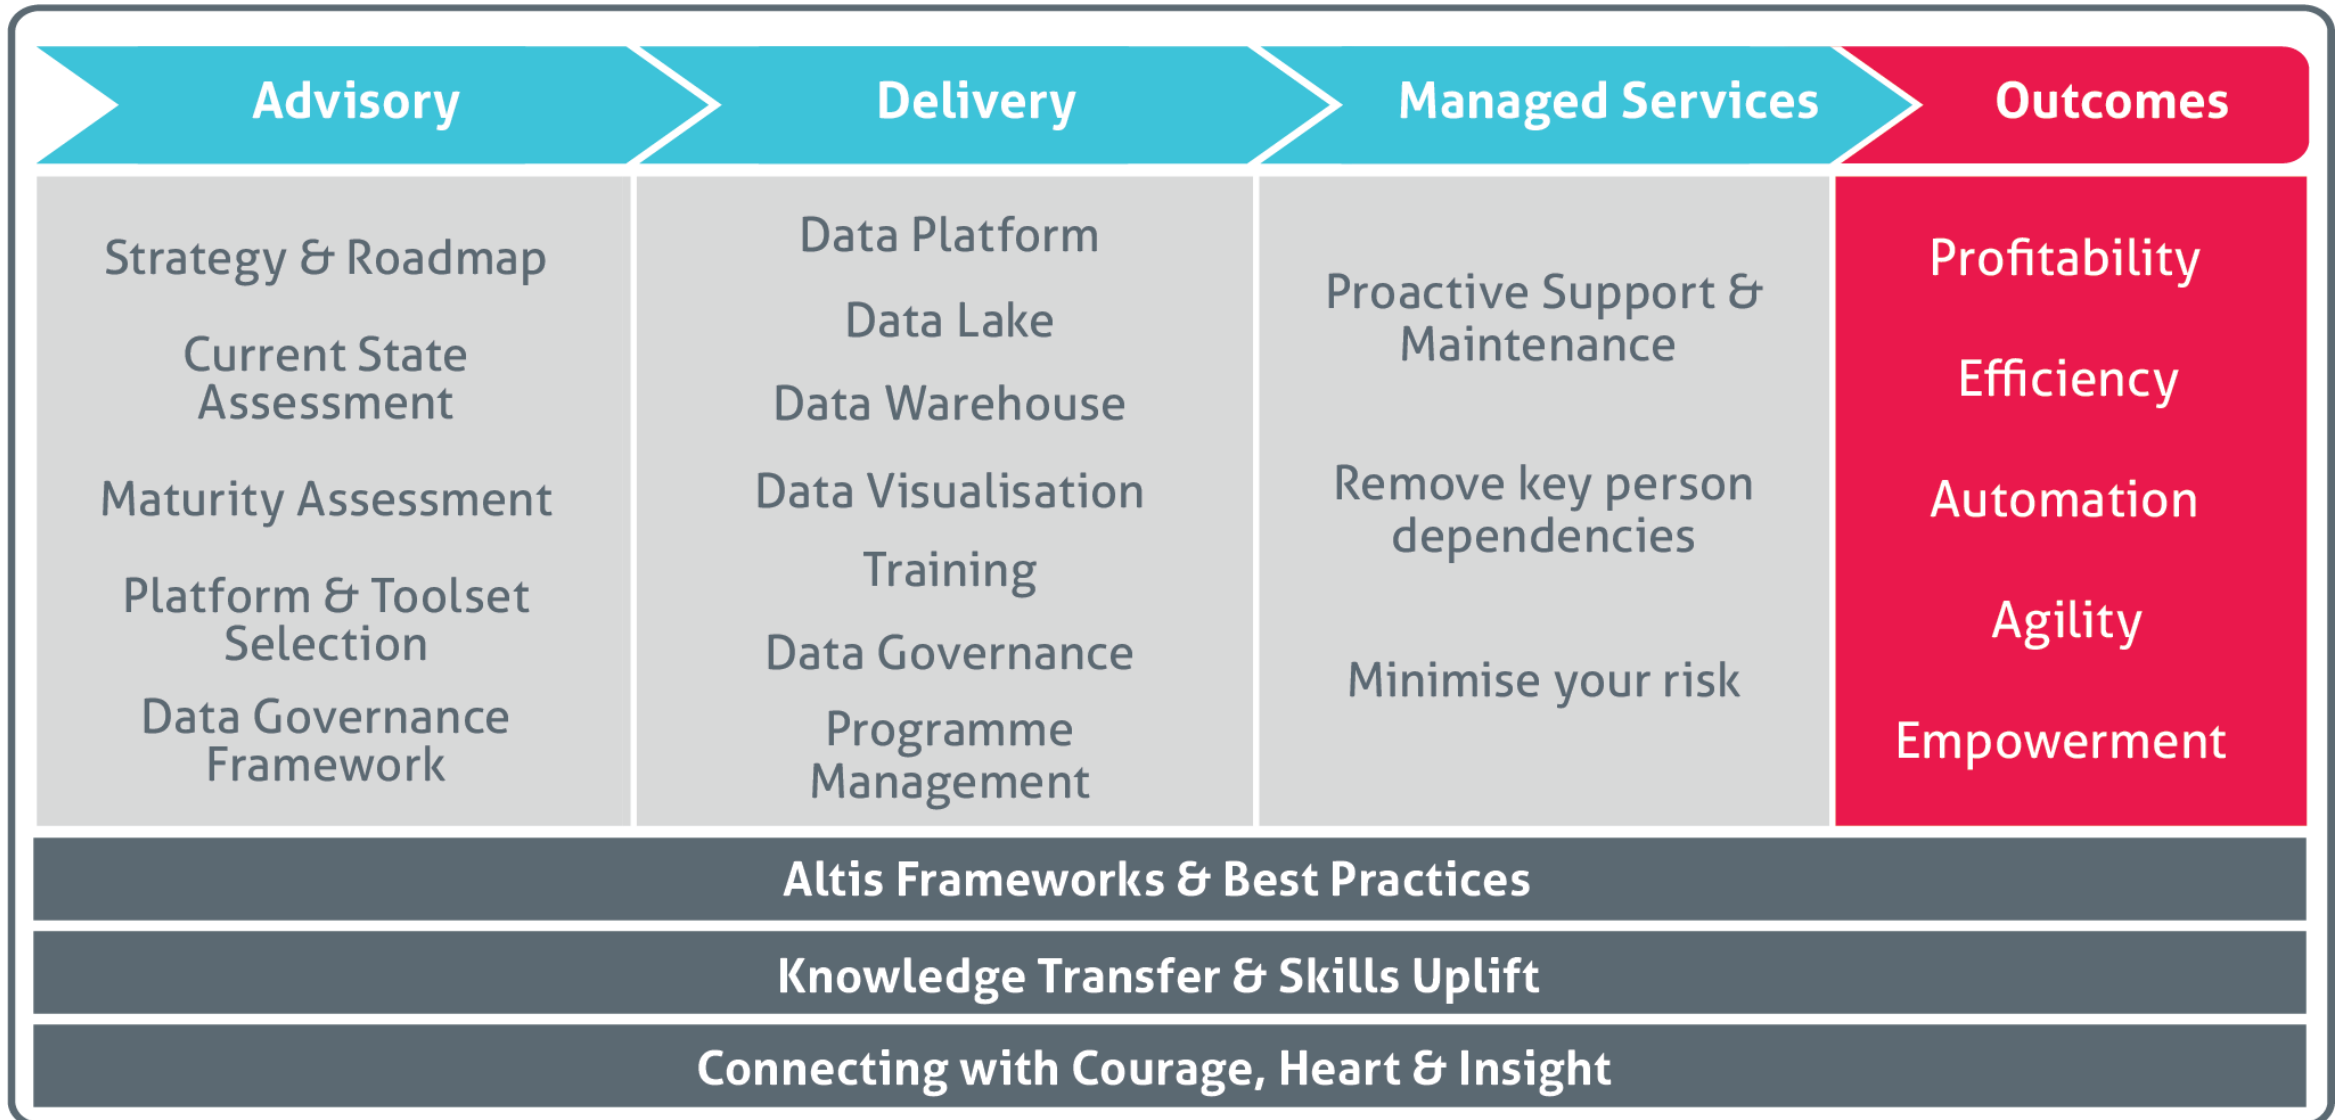 Advisory
Delivery
Managed Services
Outcomes
Strategy & Roadmap
Current State
Assessment
Maturity Assessment
Platform & Toolset
Selection
Data Governance
Framework
Data Platform
Data Lake
Data Warehouse
Data Visualisation
Training
Data Governance
Programme
Management
Proactive Support &
Maintenance
Remove key person
dependencies
Minimise your risk
Profitability
Efficiency
Automation
Agility
Empowerment
Altis Frameworks & Best Practices
Knowledge Transfer & Skills Uplift
Connecting with Courage, Heart & Insight